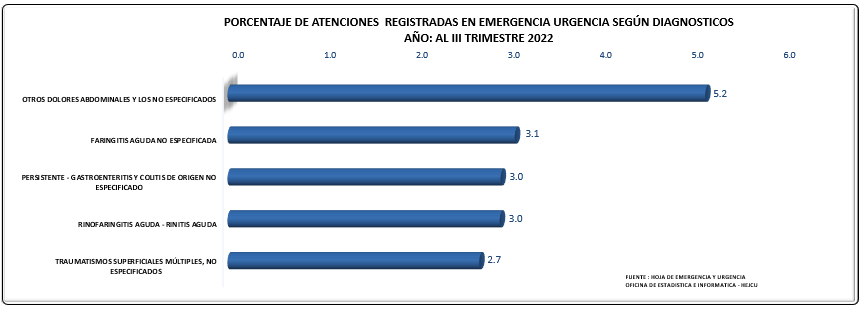 PORCENTAJE DE ATENCIONES REGISTRADAS EN EMERGENCIA URGENCIA SEGÚN DIAGNOSTICOS
AÑO: AL III TRIMESTRE 2022
0.0 1.0 2.0 3.0 4.0 5.0 6.0
OTROS DOLORES ABDOMINALES Y LOS NO ESPECIFICADOS 5.2
FARINGITIS AGUDA NO ESPECIFICADA 3.1
PERSISTENTE - GASTROENTERITIS Y COLITIS DE ORIGEN NO
ESPECIFICADO 3.0
RINOFARINGITIS AGUDA - RINITIS AGUDA 3.0
TRAUMATISMOS SUPERFICIALES MÚLTIPLES, NO
ESPECIFICADOS 2.7
FUENTE : HOJA DE EMERGENCIA Y URGENCIA
OFICINA DE ESTADISTICA E INFORMATICA - HEJCU